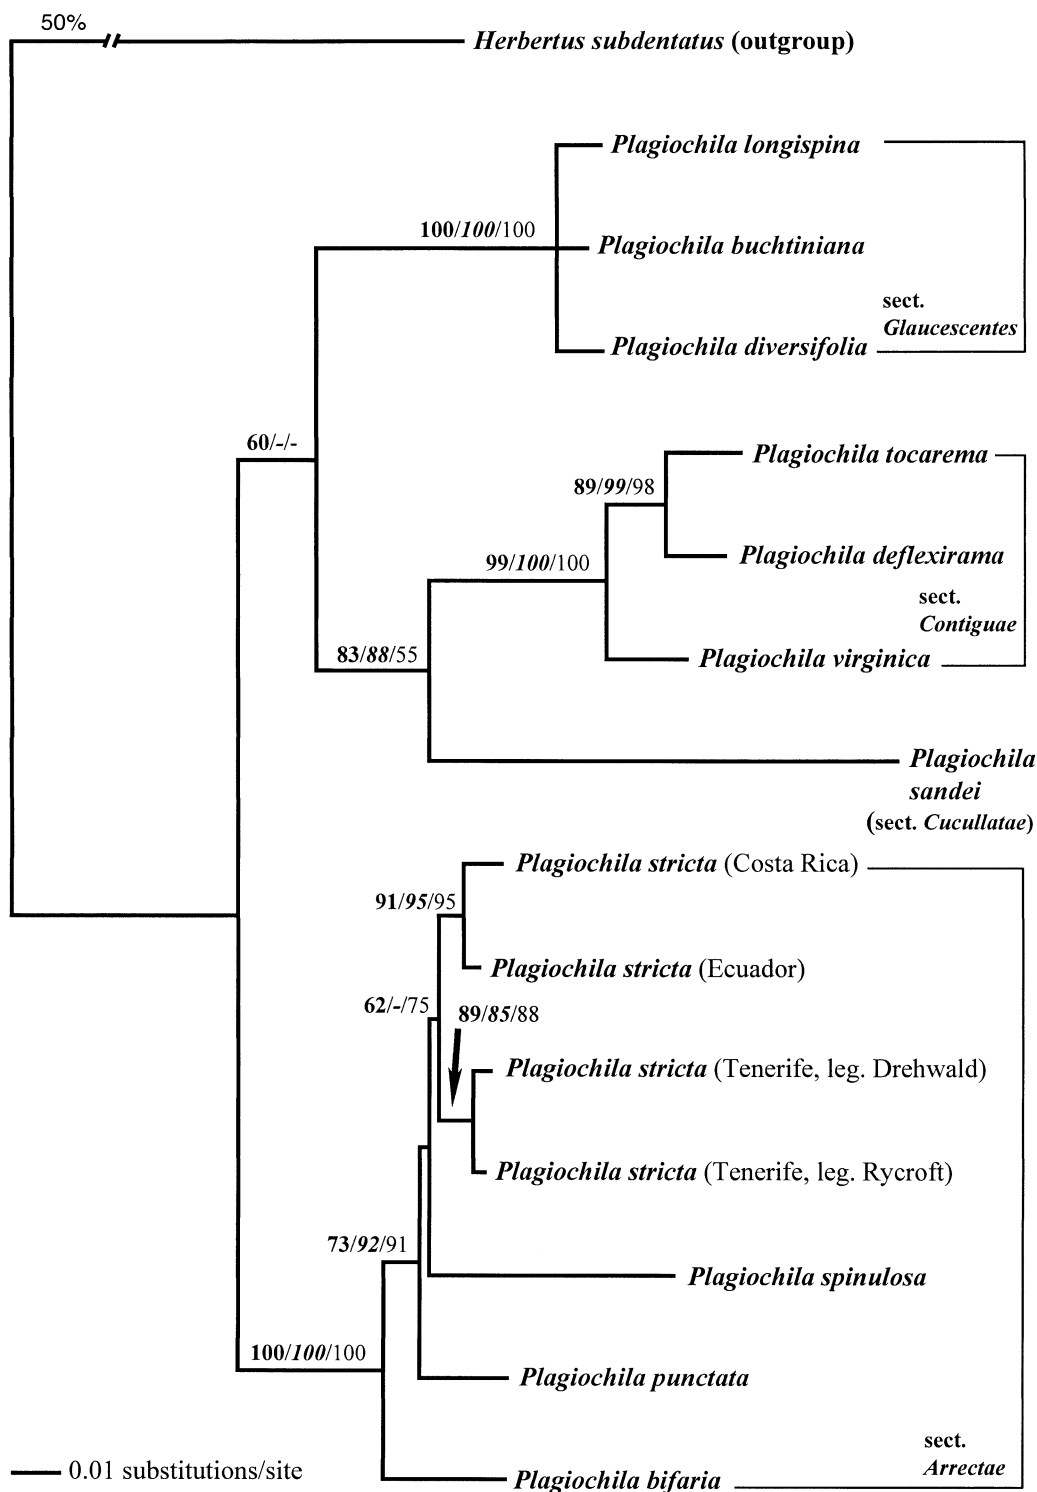 50%
Herbertus subdentatus (outgroup)
Plagiochila longispina
100/100/100
Plagiochila buchtiniana
sect.
Glaucescentes
Plagiochila diversifolia
60/-/-
Plagiochila tocarema
89/99/98
Plagiochila deflexirama
99/100/100
sect.
Contiguae
83/88/55
Plagiochila virginica
Plagiochila
sandei
(sect. Cucullatae)
Plagiochila stricta (Costa Rica)
91/95/95
Plagiochila stricta (Ecuador)
62/-/75
89/85/88
Plagiochila stricta (Tenerife, leg. Drehwald)
Plagiochila stricta (Tenerife, leg. Rycroft)
73/92/91
Plagiochila spinulosa
100/100/100
Plagiochila punctata
sect.
Arrectae
0.01 substitutions/site
Plagiochila bifaria